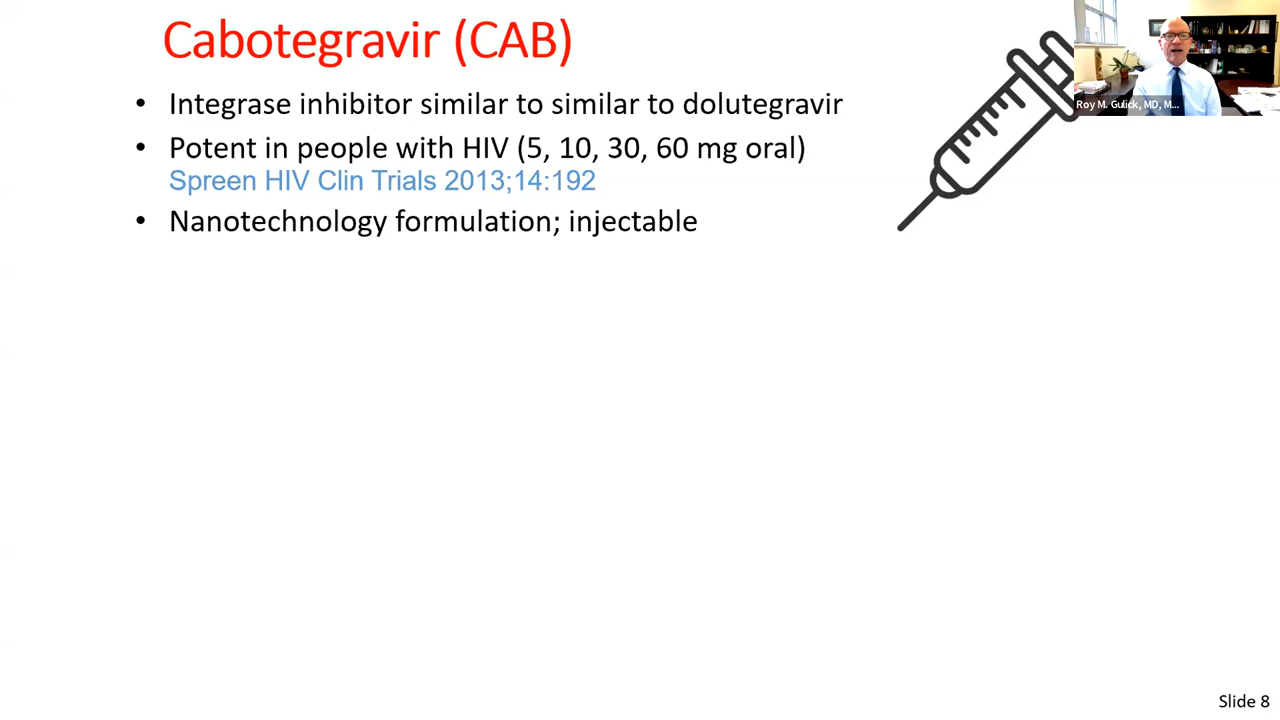 Cabotegravir (CAB)
• Integrase inhibitor similar to similar to dolutegravir
• Potent in people with HIV (5, 10, 30, 60 mg oral)
Spreen HIV Clin Trials 2013;14:192
• Nanotechnology formulation; injectable
Roy M. Gulick, MD, M...
Slide 8